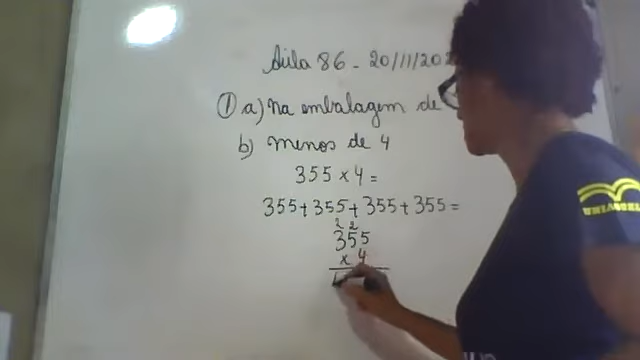 Aula 86 - 20/11/202
① a) Na embalagem de
b) Menos de 4
355 x 4 =
355 + 355 + 355 + 355 =
2 2
355
x 4